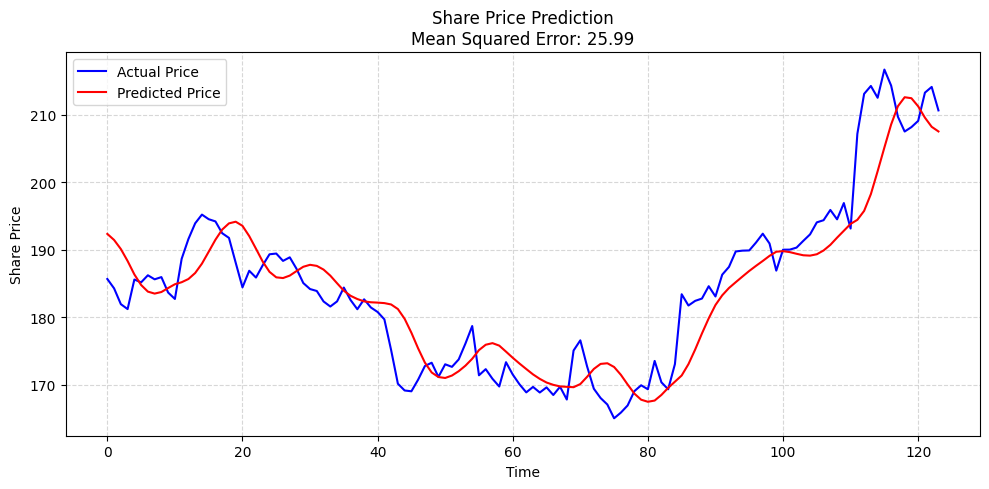 Share Price Prediction
Mean Squared Error: 25.99
Actual Price
Predicted Price
Share Price
210
200
190
180
170
0 20 40 60 80 100 120
Time